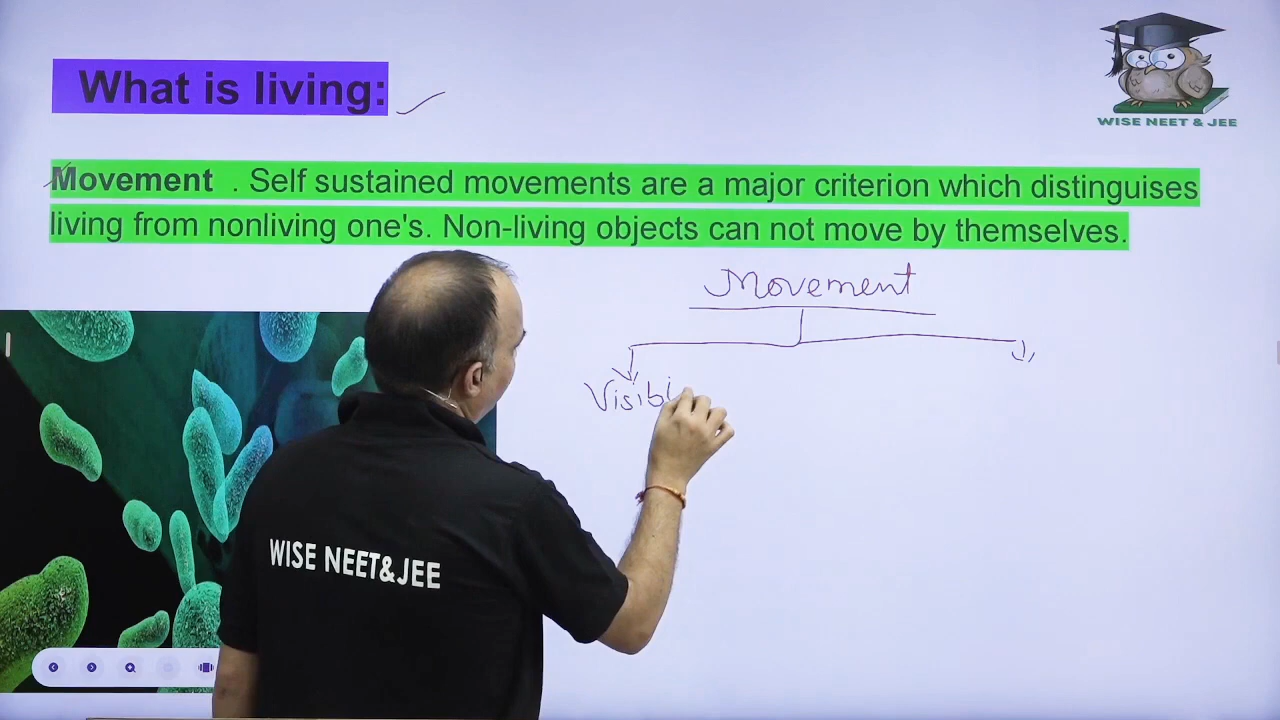 What is living:
WISE NEET & JEE
Movement . Self sustained movements are a major criterion which distinguises
living from nonliving one's. Non-living objects can not move by themselves.
Movement
Visibl
WISE NEET&JEE